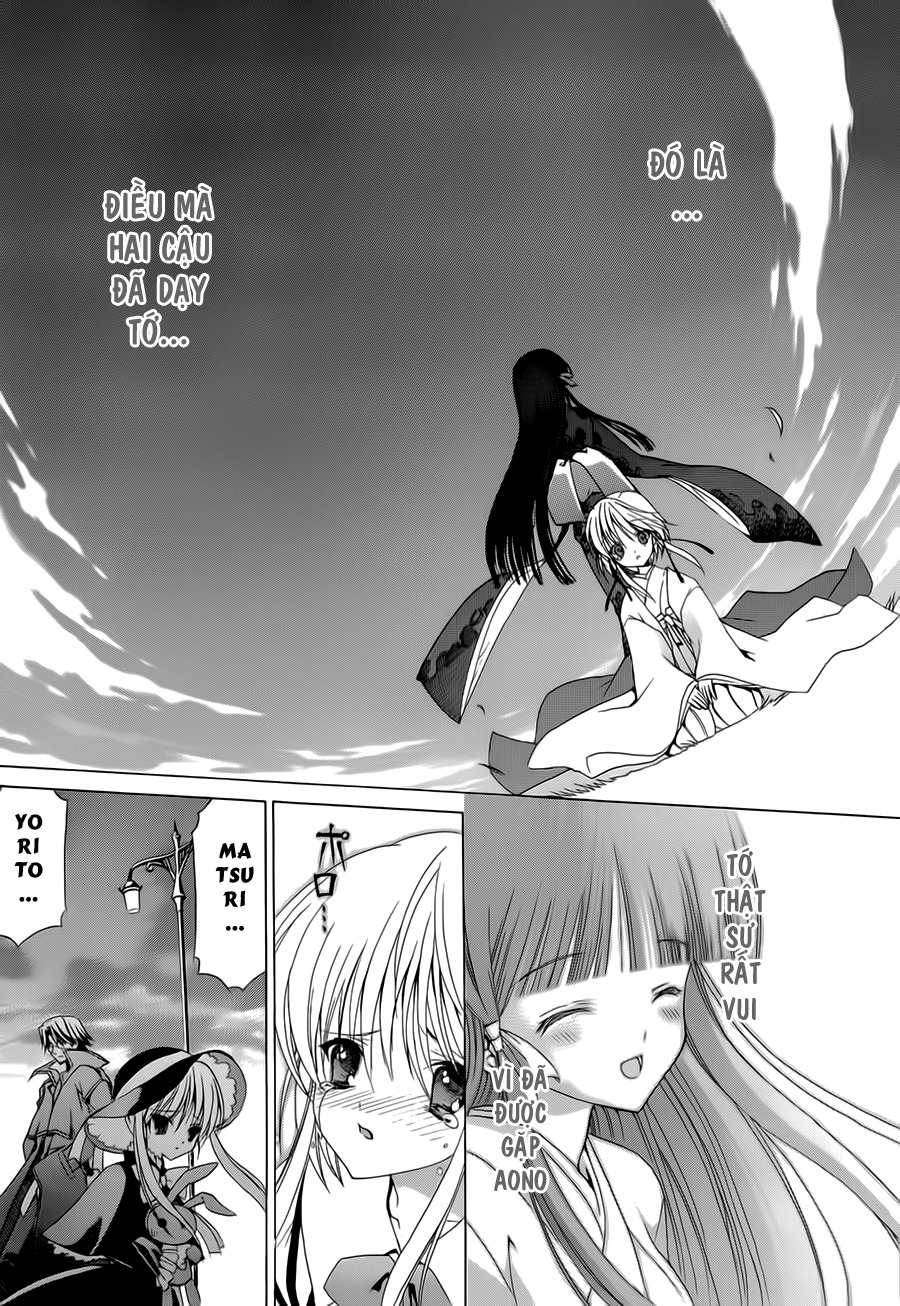 ĐÓ LÀ
...
ĐIỀU MÀ
HAI CẬU
ĐÃ DẠY
TỚ...
TỚ
THẬT
SỨ
RẤT
VUI
VÌ ĐÃ
ĐƯỢC
GẶP
AONO
ポロ…
MA
TSU
RI
...
YO
RI
TO
...